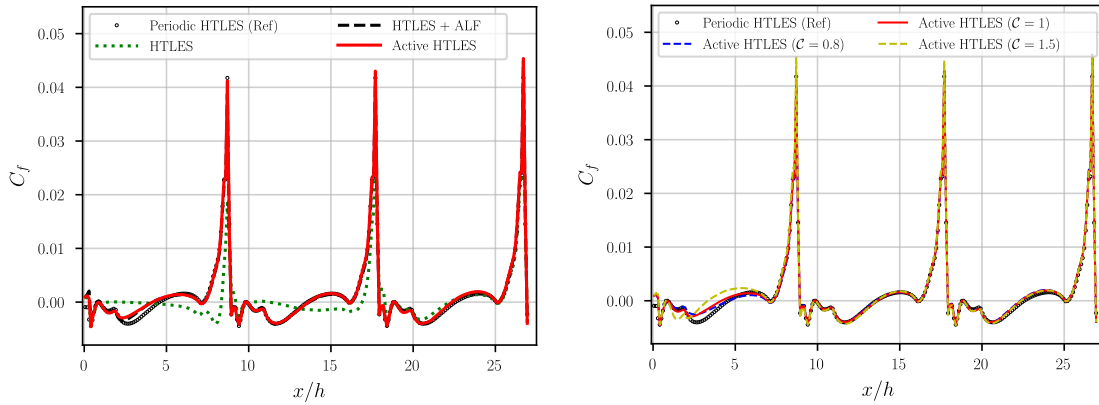 Periodic HTLES (Ref)
HTLES
HTLES + ALF
Active HTLES
0.05
0.04
0.03
0.02
0.01
0.00
C_f
0 5 10 15 20 25
x/h
Periodic HTLES (Ref)
Active HTLES (C = 0.8)
Active HTLES (C = 1)
Active HTLES (C = 1.5)
0.05
0.04
0.03
0.02
0.01
0.00
C_f
0 5 10 15 20 25
x/h